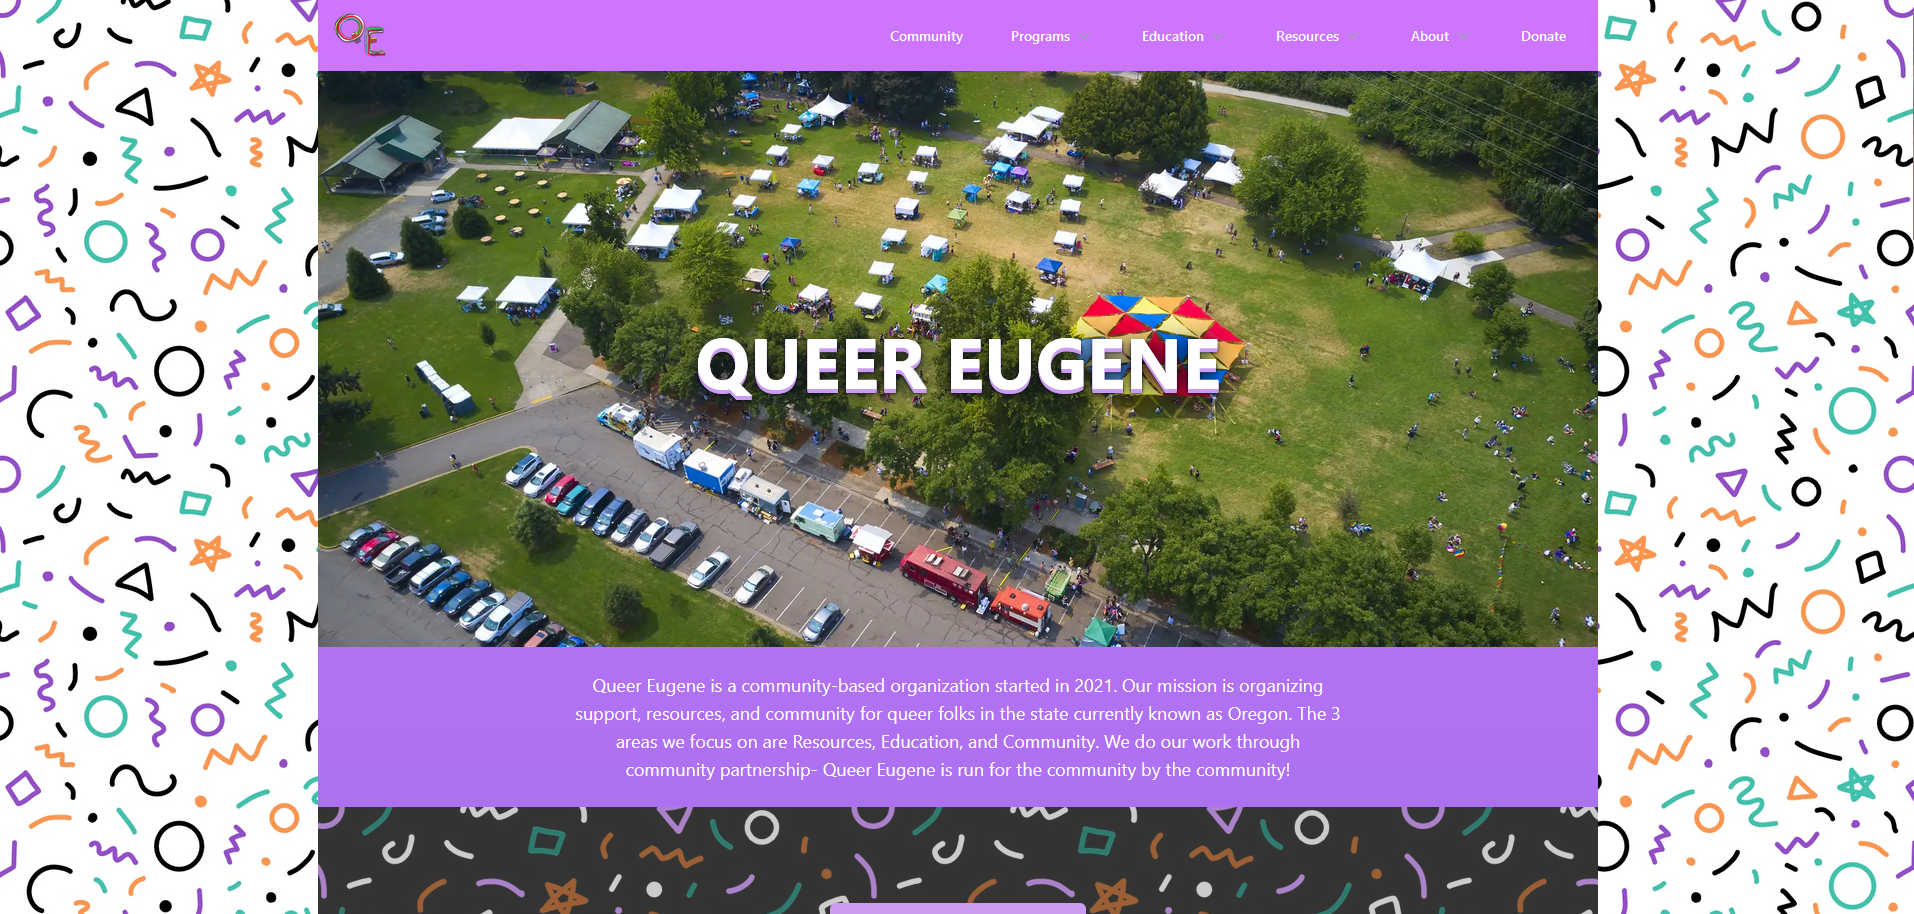 QE
Community Programs Education Resources About Donate
QUEER EUGENE
Queer Eugene is a community-based organization started in 2021. Our mission is organizing
support, resources, and community for queer folks in the state currently known as Oregon. The 3
areas we focus on are Resources, Education, and Community. We do our work through
community partnership- Queer Eugene is run for the community by the community!